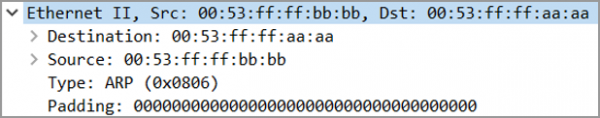 Ethernet II, Src: 00:53:ff:ff:bb:bb, Dst: 00:53:ff:ff:aa:aa
Destination: 00:53:ff:ff:aa:aa
Source: 00:53:ff:ff:bb:bb
Type: ARP (0x0806)
Padding: 000000000000000000000000000000000000